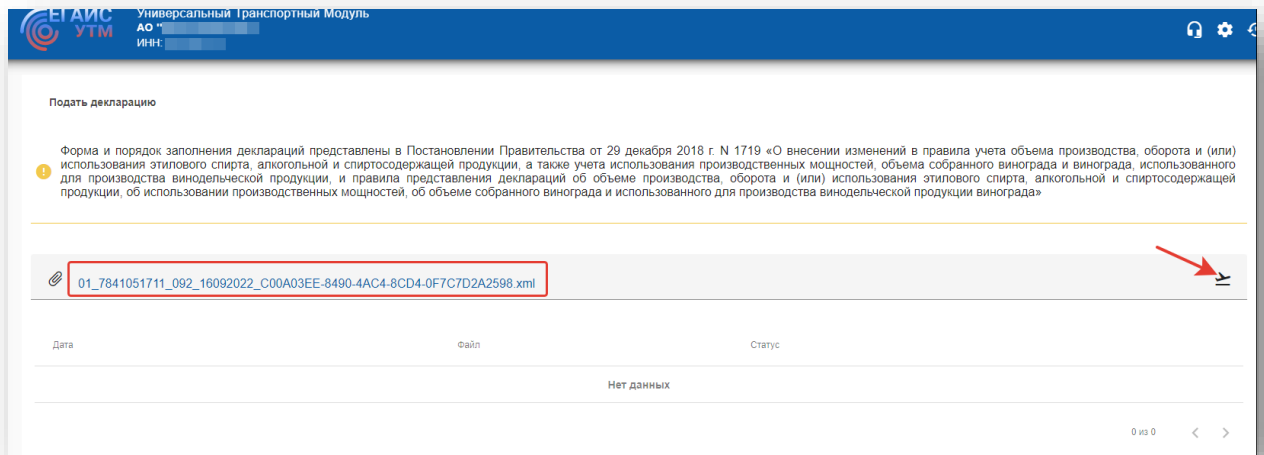 ЕГАИС
УТМ
Универсальный Транспортный Модуль
АО "
ИНН:
Подать декларацию
Форма и порядок заполнения деклараций представлены в Постановлении Правительства от 29 декабря 2018 г. N 1719 «О внесении изменений в правила учета объема производства, оборота и (или)
использования этилового спирта, алкогольной и спиртосодержащей продукции, а также учета использования производственных мощностей, объема собранного винограда и винограда, использованного
для производства винодельческой продукции, и правила представления деклараций об объеме производства, оборота и (или) использования этилового спирта, алкогольной и спиртосодержащей
продукции, об использовании производственных мощностей, об объеме собранного винограда и использованного для производства винодельческой продукции винограда»
01_7841051711_092_16092022_C00A03EE-8490-4AC4-8CD4-0F7C7D2A2598.xml
Дата Файл Статус
Нет данных
0 из 0